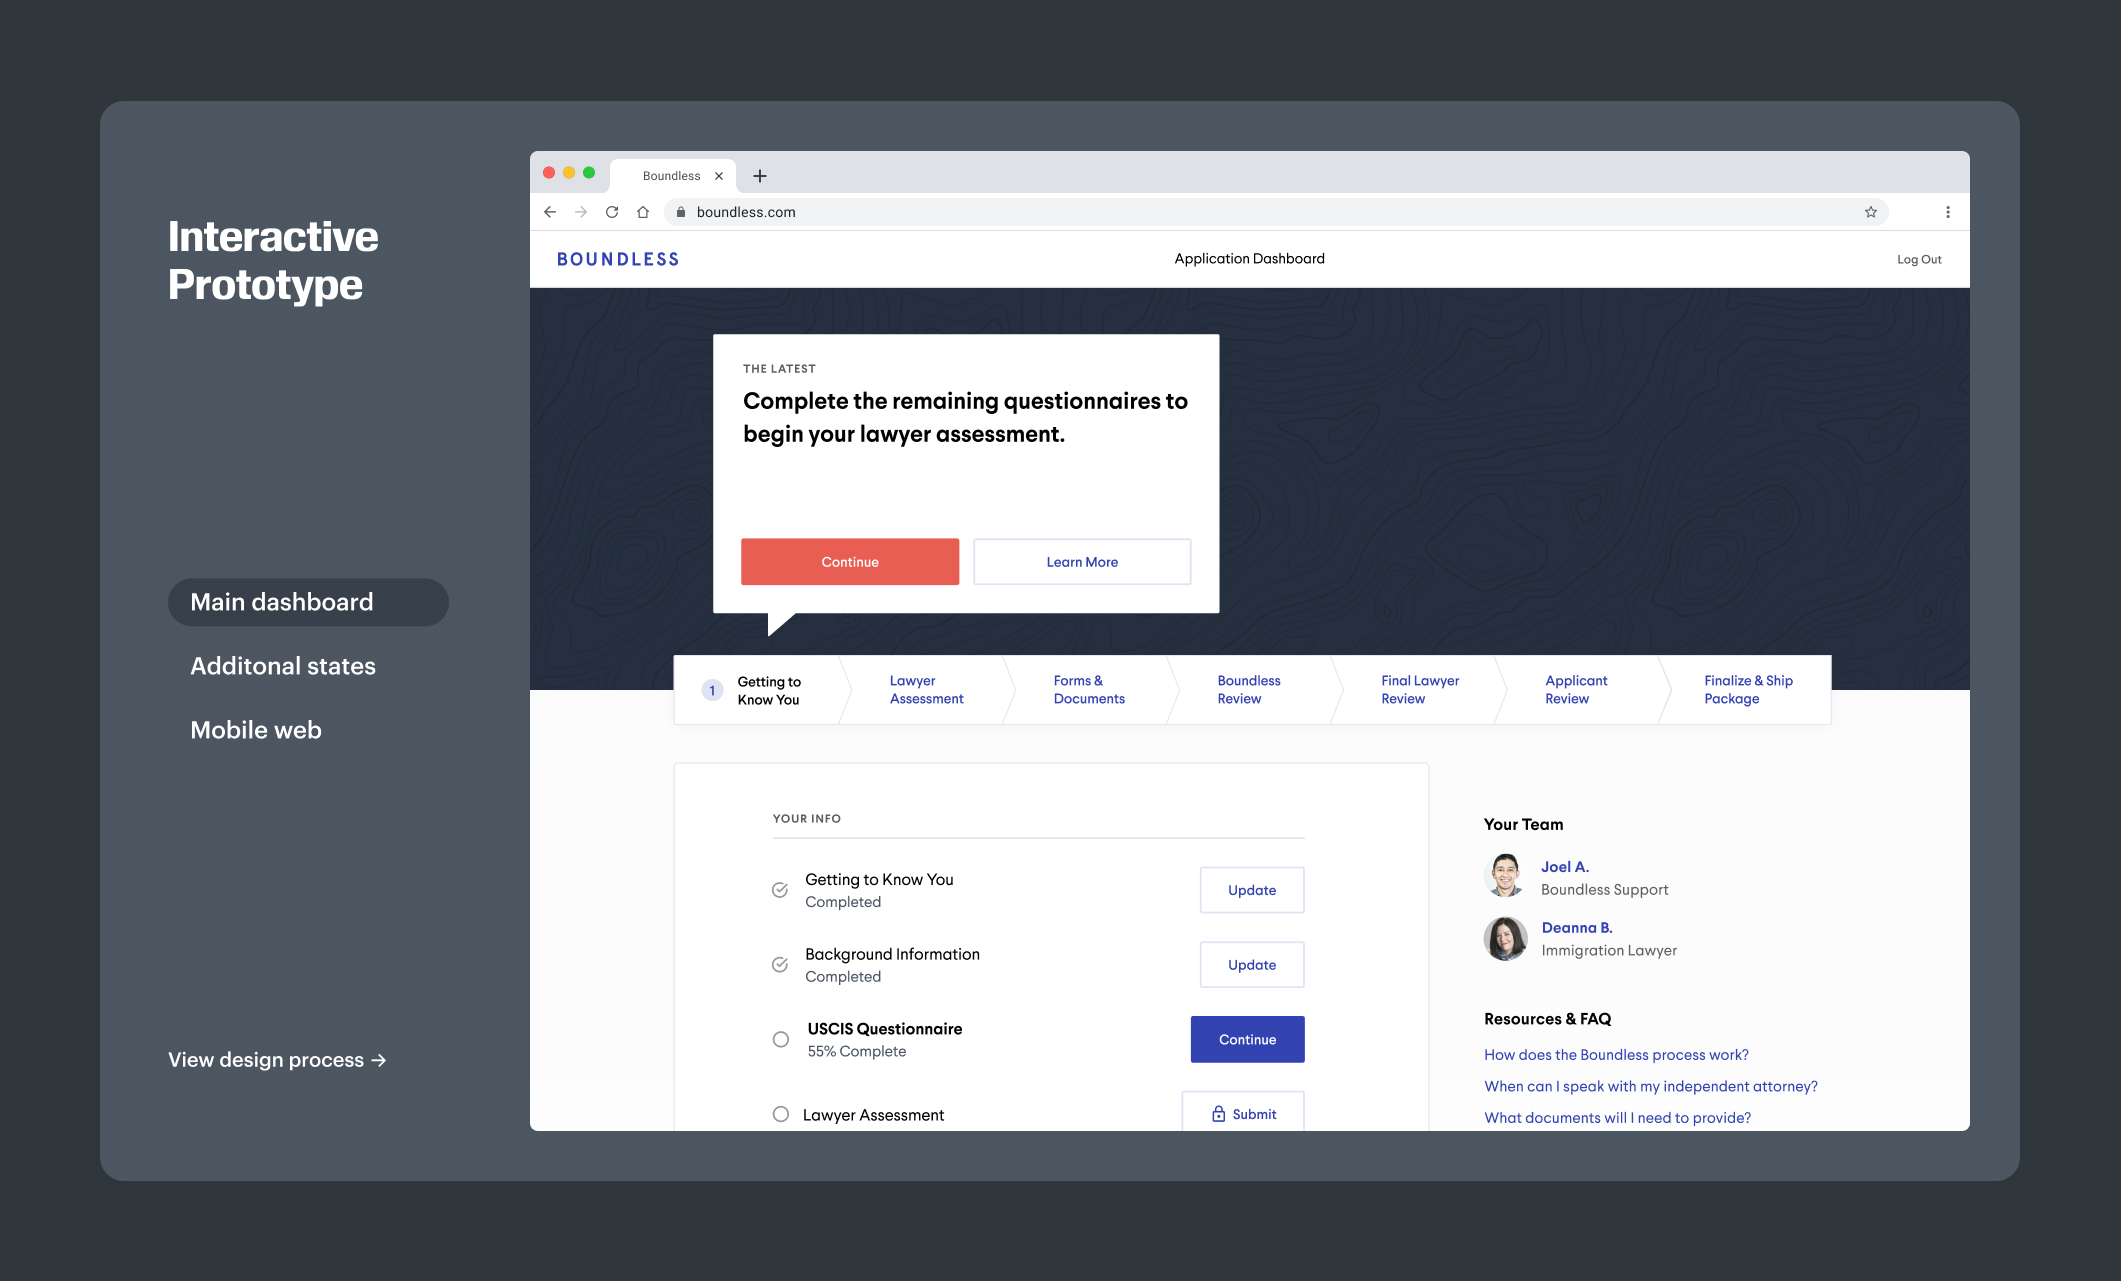 Interactive
Prototype
Main dashboard
Additonal states
Mobile web
View design process →
Boundless
boundless.com
BOUNDLESS
Application Dashboard
Log Out
THE LATEST
Complete the remaining questionnaires to
begin your lawyer assessment.
Continue
Learn More
1
Getting to
Know You
Lawyer
Assessment
Forms &
Documents
Boundless
Review
Final Lawyer
Review
Applicant
Review
Finalize & Ship
Package
YOUR INFO
Getting to Know You
Completed
Update
Background Information
Completed
Update
USCIS Questionnaire
55% Complete
Continue
Lawyer Assessment
Submit
Your Team
Joel A.
Boundless Support
Deanna B.
Immigration Lawyer
Resources & FAQ
How does the Boundless process work?
When can I speak with my independent attorney?
What documents will I need to provide?